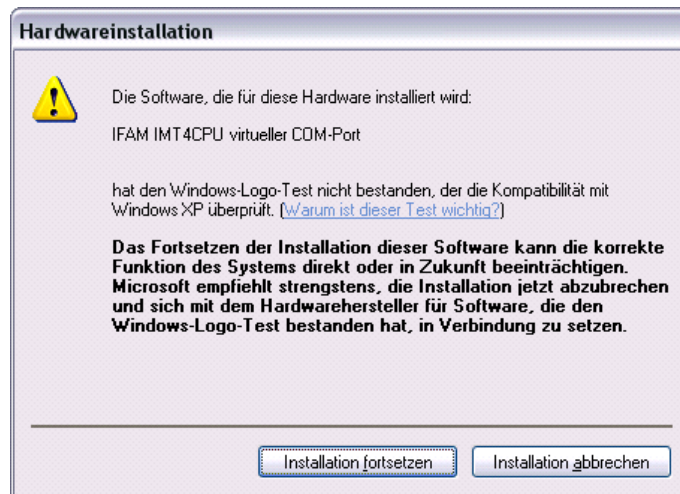 Hardwareinstallation
Die Software, die für diese Hardware installiert wird:
IFAM IMT4CPU virtueller COM-Port
hat den Windows-Logo-Test nicht bestanden, der die Kompatibilität mit
Windows XP überprüft. (Warum ist dieser Test wichtig?)
Das Fortsetzen der Installation dieser Software kann die korrekte
Funktion des Systems direkt oder in Zukunft beeinträchtigen.
Microsoft empfiehlt strengstens, die Installation jetzt abzubrechen
und sich mit dem Hardwarehersteller für Software, die den
Windows-Logo-Test bestanden hat, in Verbindung zu setzen.
Installation fortsetzen
Installation abbrechen